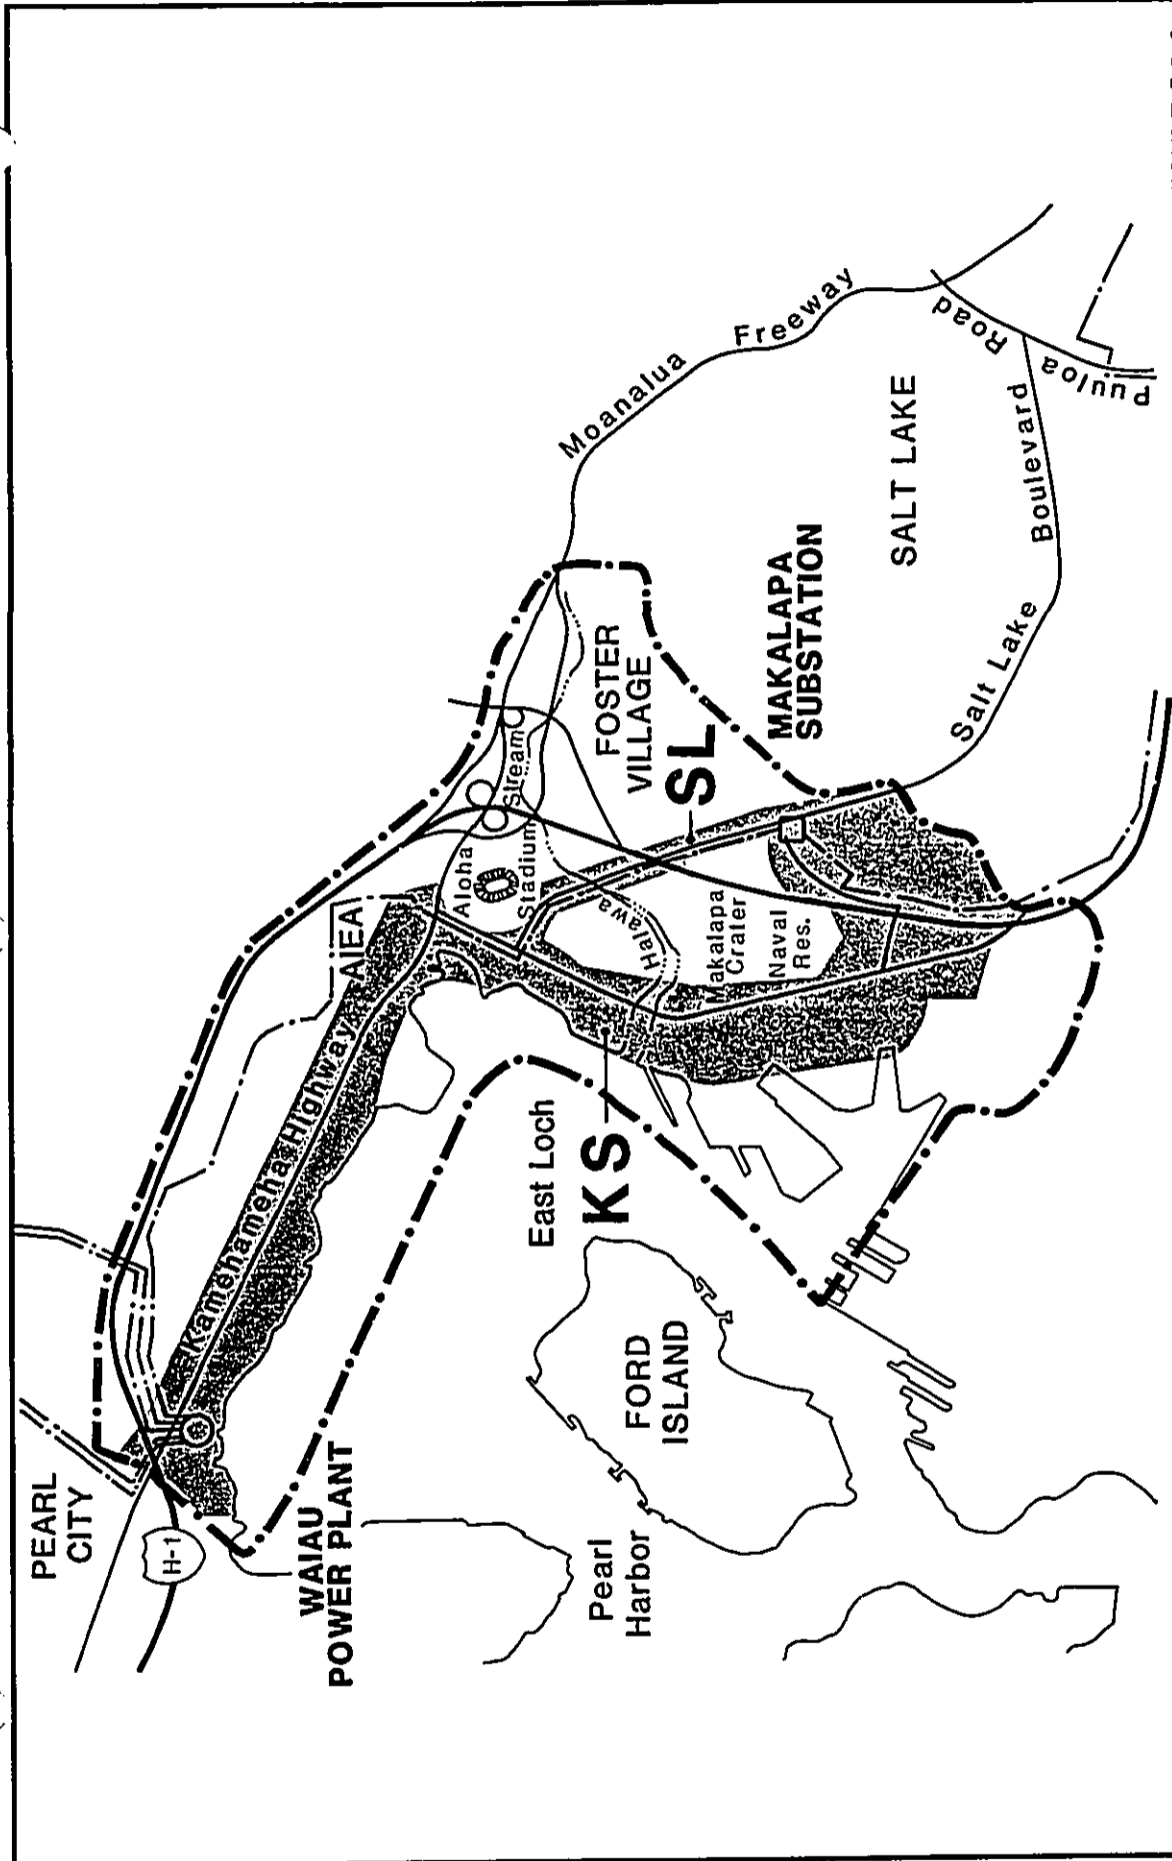 PEARL
CITY
H-1
WAIAU
POWER PLANT
Kamehameha Highway
AIEA
Aloha
Stadium
Stream
Halawa
Moanalua
Freeway
FOSTER
VILLAGE
SL
MAKALAPA
SUBSTATION
SALT LAKE
Salt Lake
Boulevard
Puuloa
Road
Makalapa
Crater
Naval
Res.
East Loch
KS
FORD
ISLAND
Pearl
Harbor